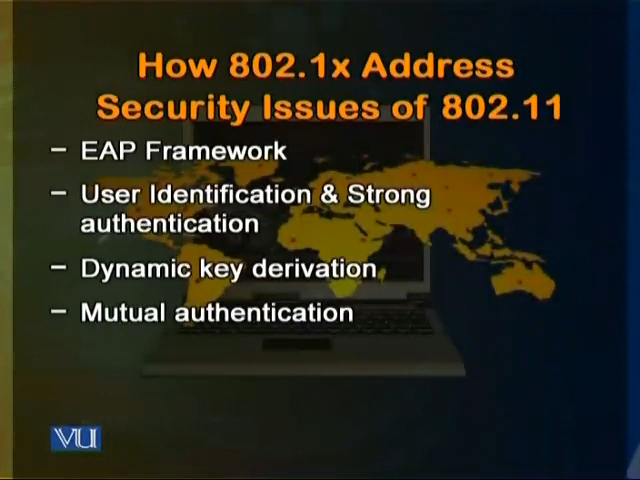 How 802.1x Address
Security Issues of 802.11
– EAP Framework
– User Identification & Strong
authentication
– Dynamic key derivation
– Mutual authentication
VU